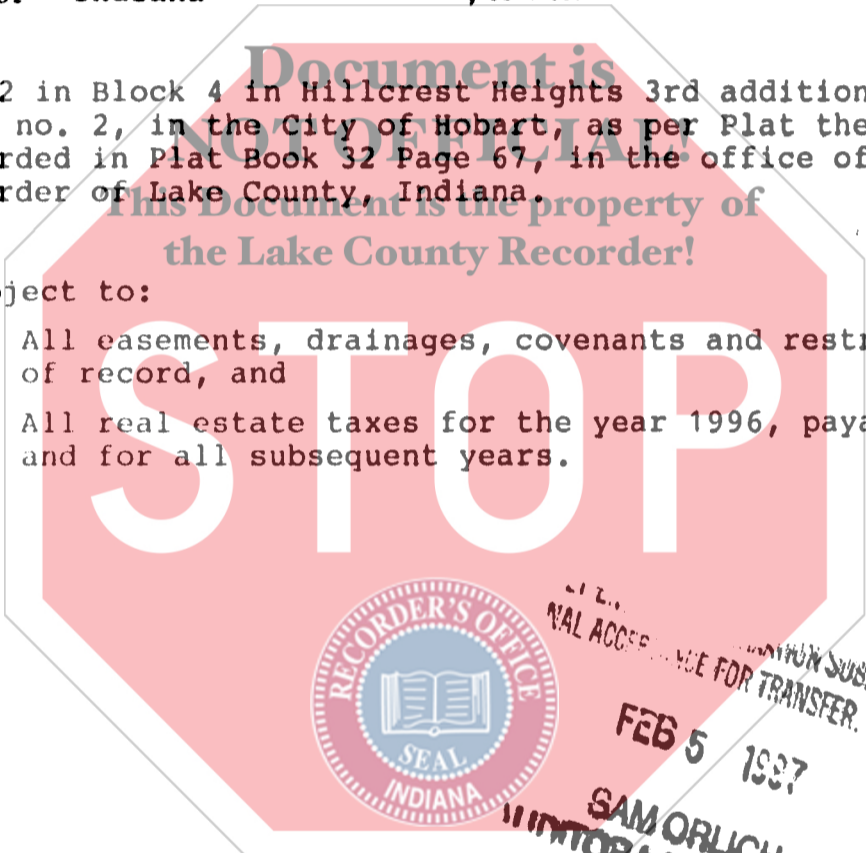 Document is
2 in Block 4 in Hillcrest Heights 3rd addition
no. 2, in the City of Hobart, as per Plat the
NOT OFFICIAL!
rded in Plat Book 32 Page 67, in the office of
rder of Lake County, Indiana.
This Document is the property of
the Lake County Recorder!
ject to:
All easements, drainages, covenants and restr
of record, and
All real estate taxes for the year 1996, paya
and for all subsequent years.
STOP
RECORDER'S OFFICE
SEAL
INDIANA
FOR TRANSFER.
FEB 5 1997
SAM ORLICH